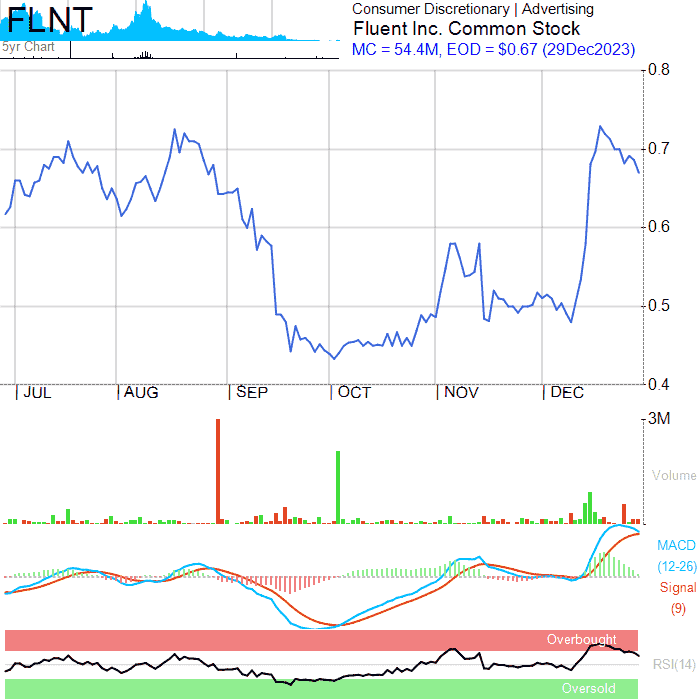 FLNT
5yr Chart
Consumer Discretionary | Advertising
Fluent Inc. Common Stock
MC = 54.4M, EOD = $0.67 (29Dec2023)
0.8
0.7
0.6
0.5
0.4
|JUL |AUG |SEP |OCT |NOV |DEC
3M
Volume
MACD
(12-26)
Signal
(9)
Overbought
RSI(14)
Oversold